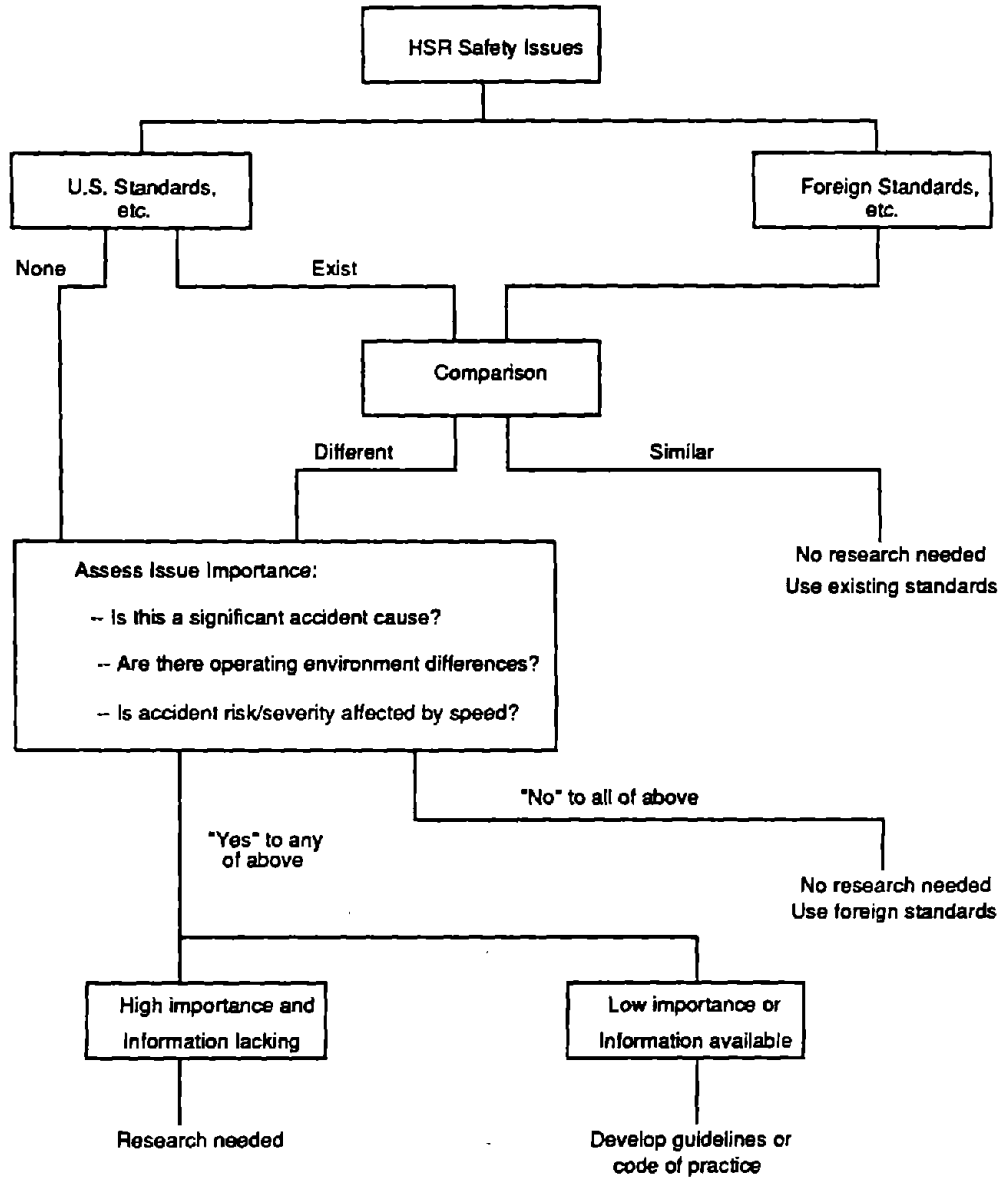 HSR Safety Issues
U.S. Standards,
etc.
Foreign Standards,
etc.
None
Exist
Comparison
Different
Similar
No research needed
Use existing standards
Assess Issue Importance:
– Is this a significant accident cause?
– Are there operating environment differences?
– Is accident risk/severity affected by speed?
"No" to all of above
"Yes" to any
of above
No research needed
Use foreign standards
High importance and
Information lacking
Low importance or
Information available
Research needed
Develop guidelines or
code of practice